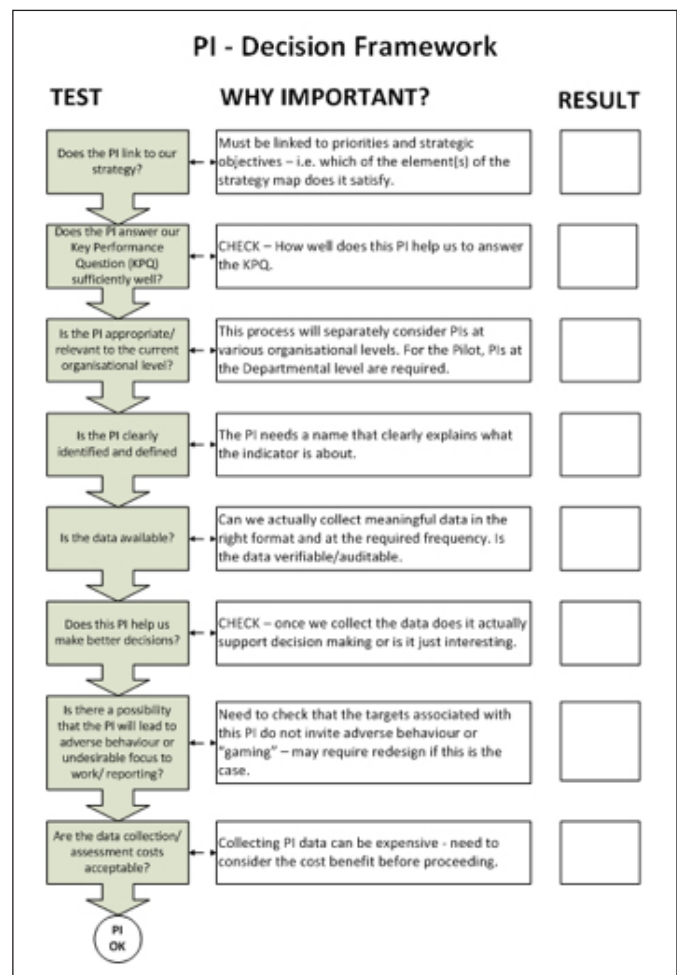 PI - Decision Framework
TEST
WHY IMPORTANT?
RESULT
Does the PI link to our
strategy?
Must be linked to priorities and strategic
objectives – i.e. which of the element(s) of the
strategy map does it satisfy.
Does the PI answer our
Key Performance
Question (KPQ)
sufficiently well?
CHECK – How well does this PI help us to answer
the KPQ.
Is the PI appropriate/
relevant to the current
organisational level?
This process will separately consider PIs at
various organisational levels. For the Pilot, PIs at
the Departmental level are required.
Is the PI clearly
identified and defined
The PI needs a name that clearly explains what
the indicator is about.
Is the data available?
Can we actually collect meaningful data in the
right format and at the required frequency. Is
the data verifiable/auditable.
Does this PI help us
make better decisions?
CHECK – once we collect the data does it actually
support decision making or is it just interesting.
Is there a possibility
that the PI will lead to
adverse behaviour or
undesirable focus to
work/ reporting?
Need to check that the targets associated with
this PI do not invite adverse behaviour or
"gaming" – may require redesign if this is the
case.
Are the data collection/
assessment costs
acceptable?
Collecting PI data can be expensive - need to
consider the cost benefit before proceeding.
PI
OK